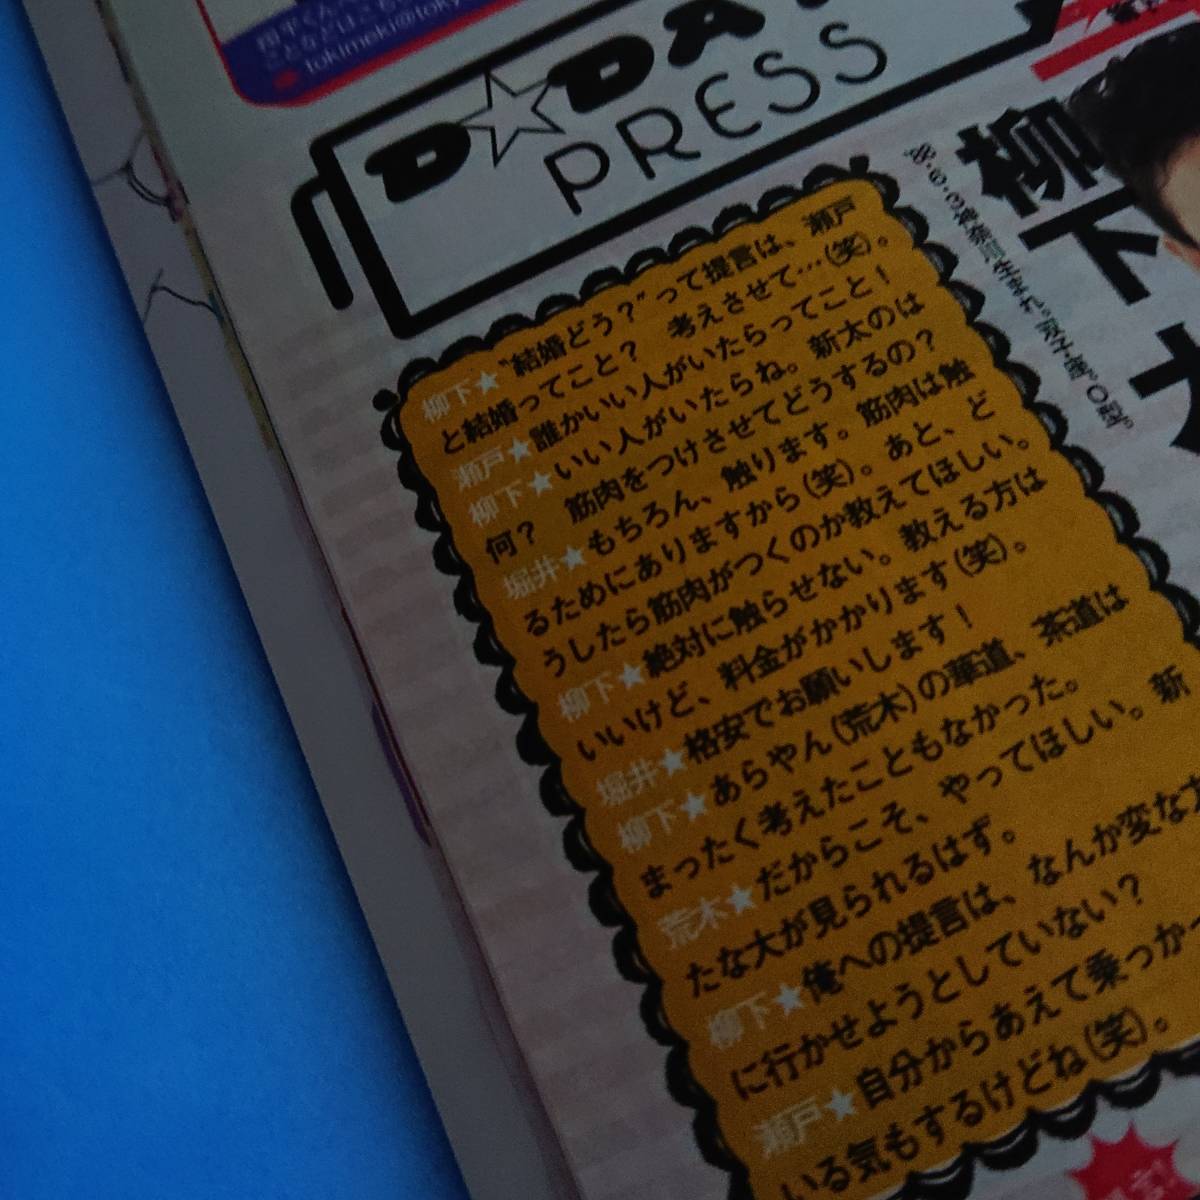 tokimeki@toky
D☆DA
PRESS
柳下
大
柳下★“結婚どう？”って提言は、瀬戸
と結婚ってこと？　考えさせて…(笑)。
瀬戸★誰かいい人がいたらってこと！
柳下★いい人がいたらね。新太のは
何？　筋肉をつけさせてどうするの？
堀井★もちろん、触ります。筋肉は触
るためにありますから(笑)。あと、ど
うしたら筋肉がつくのか教えてほしい。
柳下★絶対に触らせない。教える方は
いいけど、料金がかかります(笑)。
堀井★格安でお願いします！
柳下★あらやん(荒木)の華道、茶道は
まったく考えたこともなかった。
荒木★だからこそ、やってほしい。新
たな大が見られるはず。
柳下★俺への提言は、なんか変な方
に行かせようとしていない？
瀬戸★自分からあえて乗っかっ
いる気もするけどね(笑)。